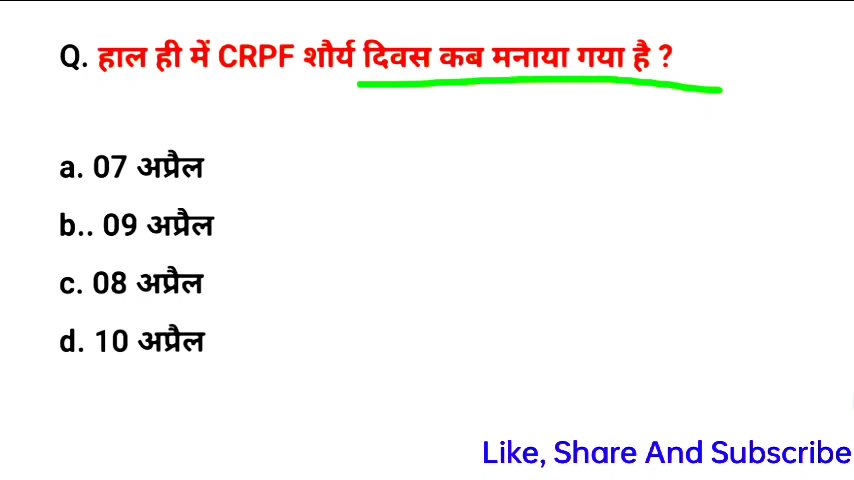 Q. हाल ही में CRPF शौर्य दिवस कब मनाया गया है ?
a. 07 अप्रैल
b.. 09 अप्रैल
c. 08 अप्रैल
d. 10 अप्रैल
Like, Share And Subscribe